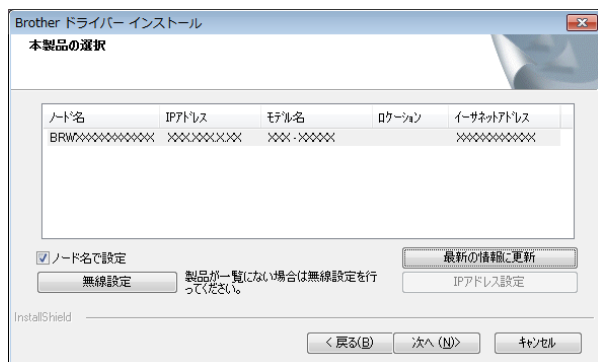 Brother ドライバー インストール
本製品の選択
ノード名 IPアドレス モデル名 ロケーション イーサネットアドレス
BRWXXXXXXXXXXXX XXX.XXX.X.XX XXX-XXXXX XXXXXXXXXXXX
ノード名で設定
最新の情報に更新
無線設定
製品が一覧にない場合は無線設定を行
ってください。
IPアドレス設定
InstallShield
< 戻る(B)
次へ (N)>
キャンセル